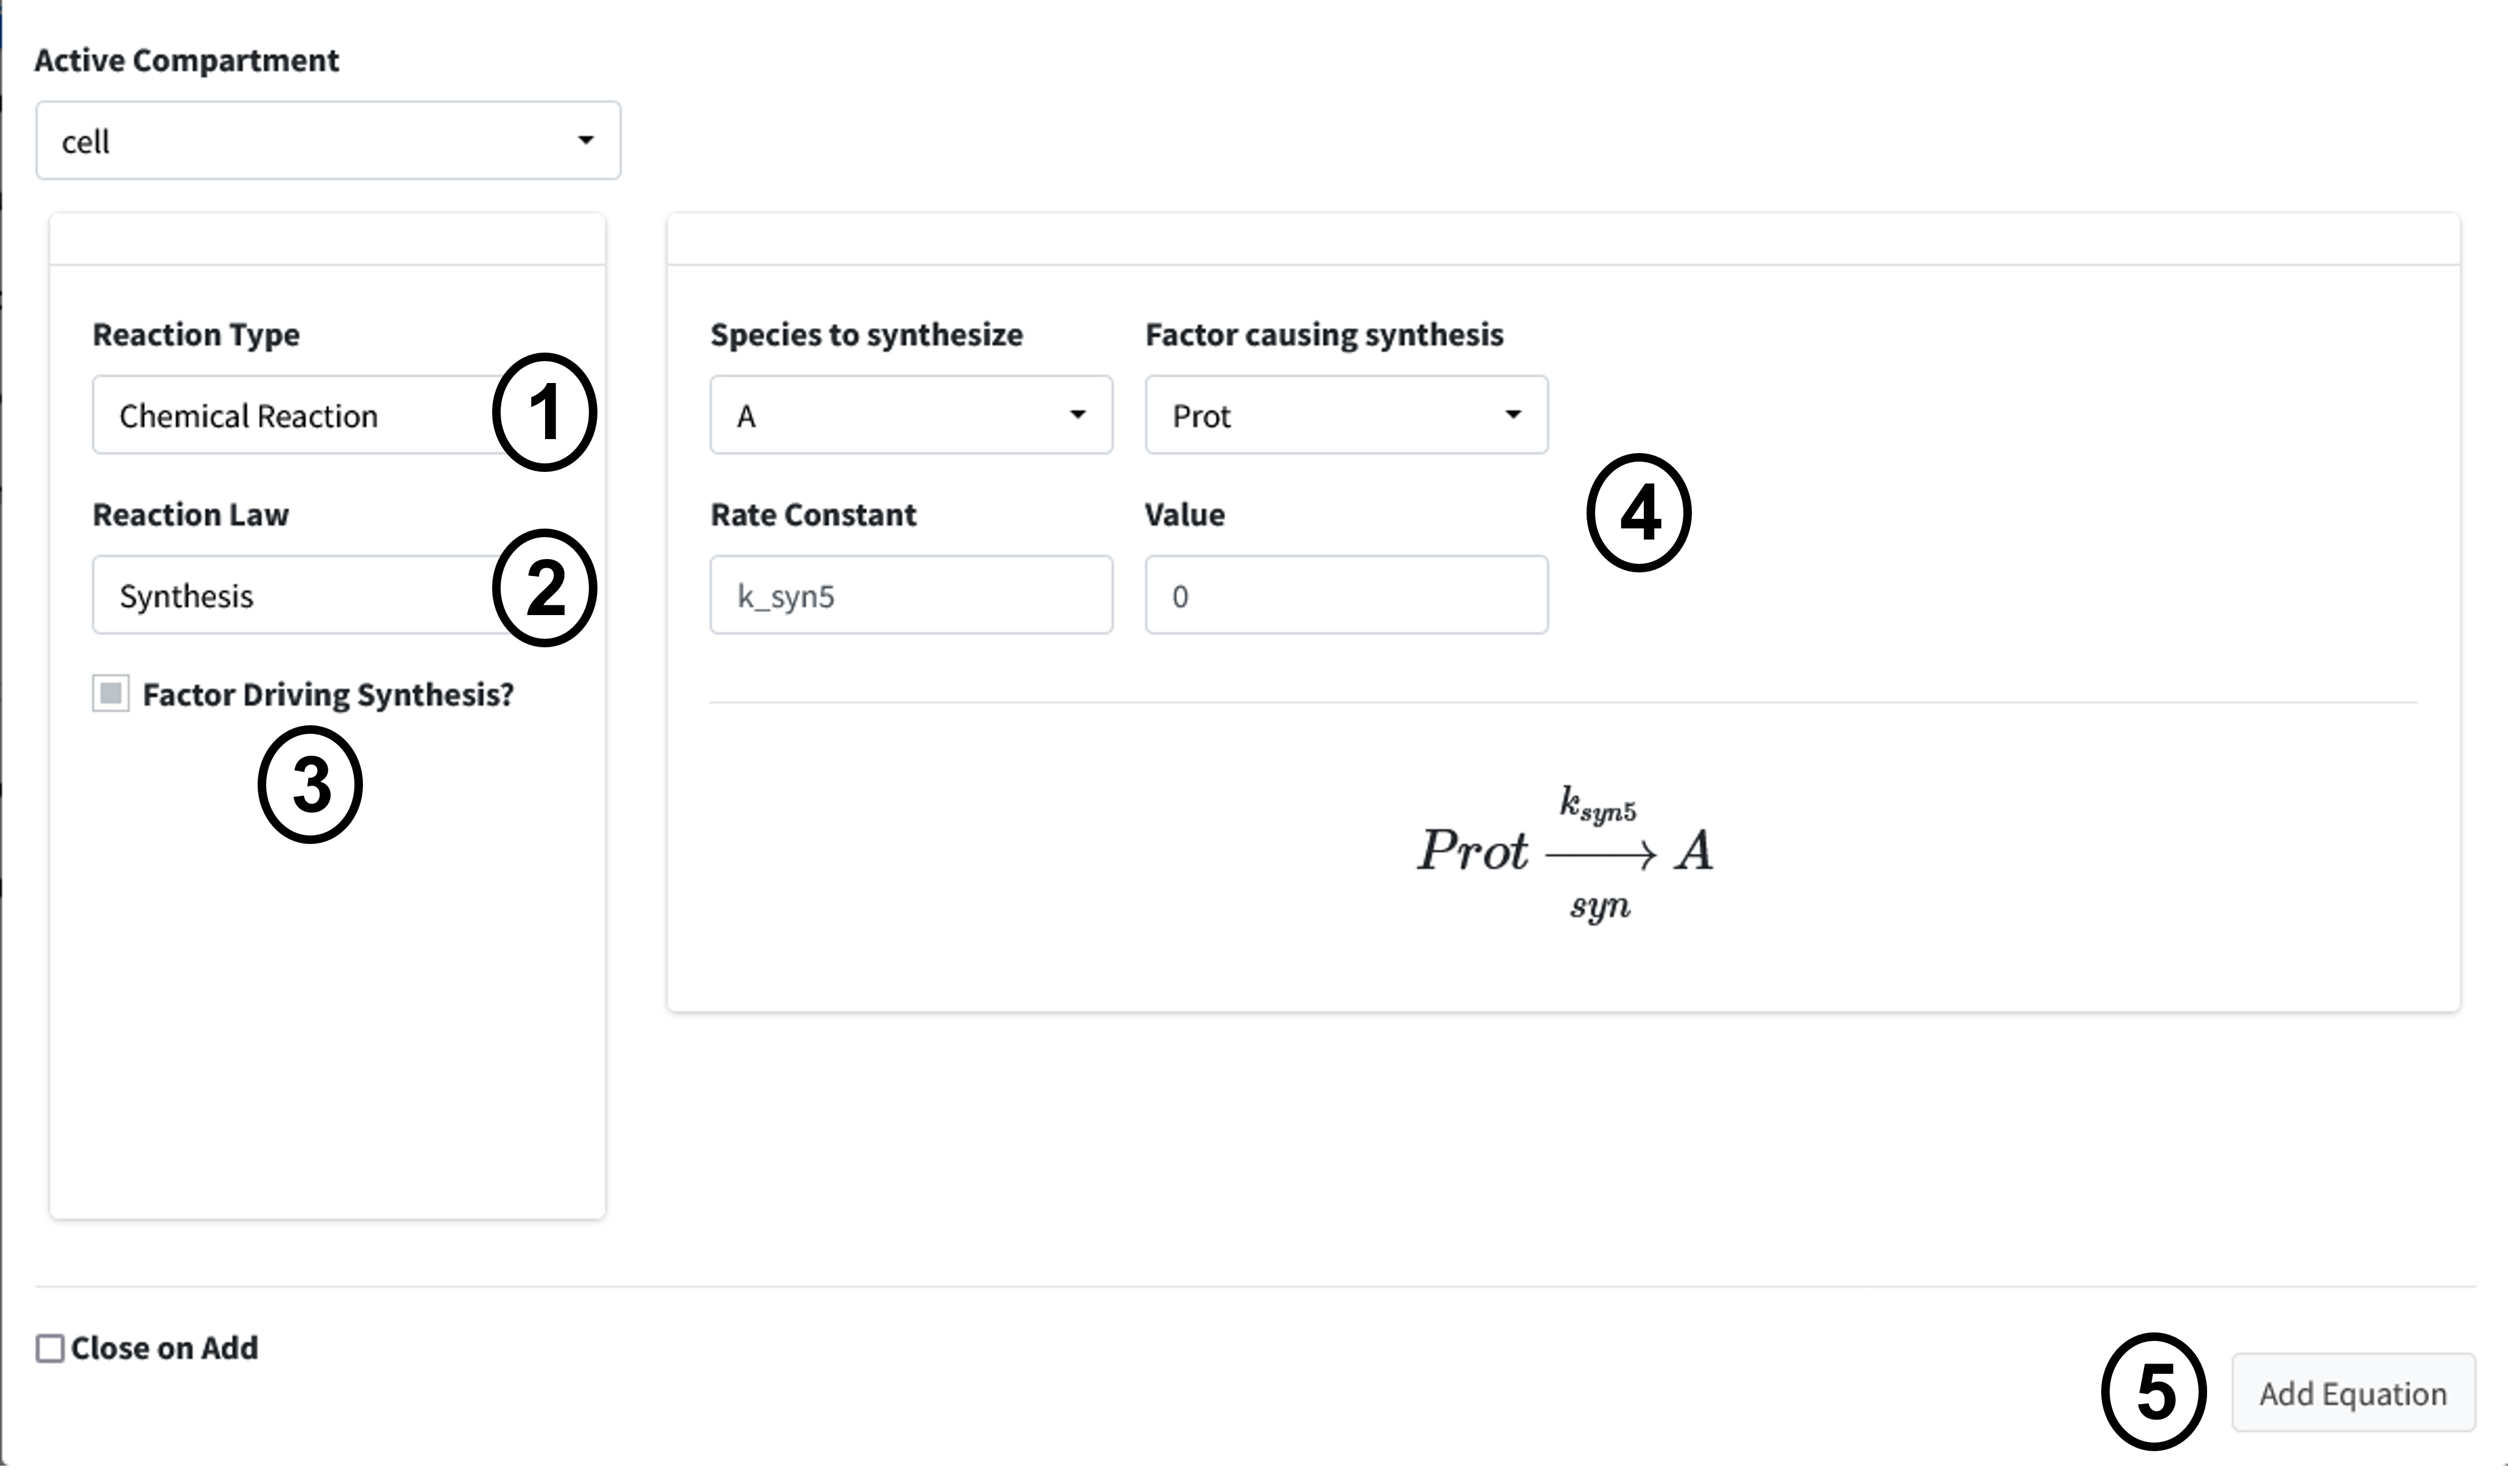 Active Compartment
cell
Reaction Type
Chemical Reaction
1
Reaction Law
Synthesis
2
Factor Driving Synthesis?
3
Species to synthesize Factor causing synthesis
A Prot
4
Rate Constant Value
k_syn5 0
k_{syn5}
Prot ⟶ A
syn
Close on Add
5
Add Equation